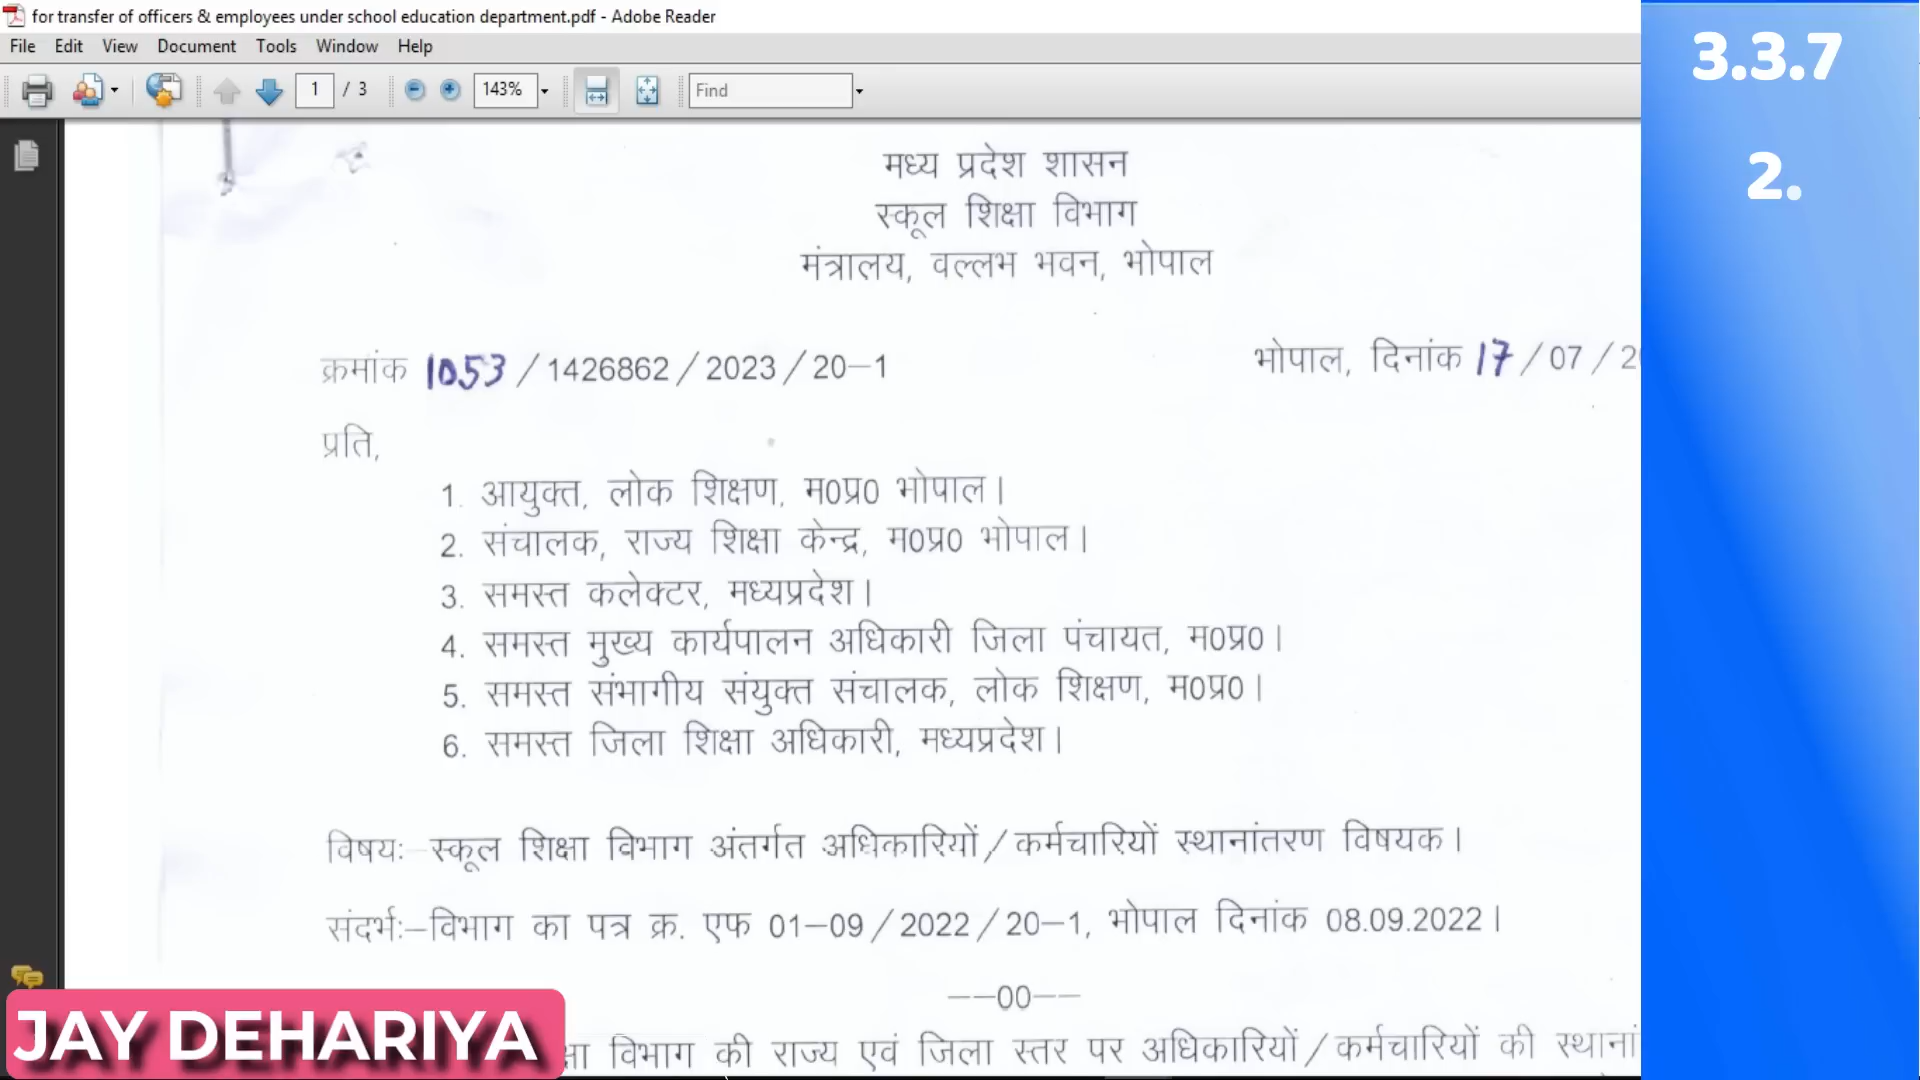 for transfer of officers & employees under school education department.pdf - Adobe Reader
File Edit View Document Tools Window Help
1 / 3 143% Find
3.3.7
2.
मध्य प्रदेश शासन
स्कूल शिक्षा विभाग
मंत्रालय, वल्लभ भवन, भोपाल
क्रमांक 1053 / 1426862 / 2023 / 20–1 भोपाल, दिनांक 17 / 07 / 2
प्रति,
1. आयुक्त, लोक शिक्षण, म0प्र0 भोपाल।
2. संचालक, राज्य शिक्षा केन्द्र, म0प्र0 भोपाल।
3. समस्त कलेक्टर, मध्यप्रदेश।
4. समस्त मुख्य कार्यपालन अधिकारी जिला पंचायत, म0प्र0।
5. समस्त संभागीय संयुक्त संचालक, लोक शिक्षण, म0प्र0।
6. समस्त जिला शिक्षा अधिकारी, मध्यप्रदेश।
विषयः–स्कूल शिक्षा विभाग अंतर्गत अधिकारियों/कर्मचारियों स्थानांतरण विषयक।
संदर्भः–विभाग का पत्र क्र. एफ 01–09/2022/20–1, भोपाल दिनांक 08.09.2022।
––00––
क्षा विभाग की राज्य एवं जिला स्तर पर अधिकारियों/कर्मचारियों की स्थानां
JAY DEHARIYA